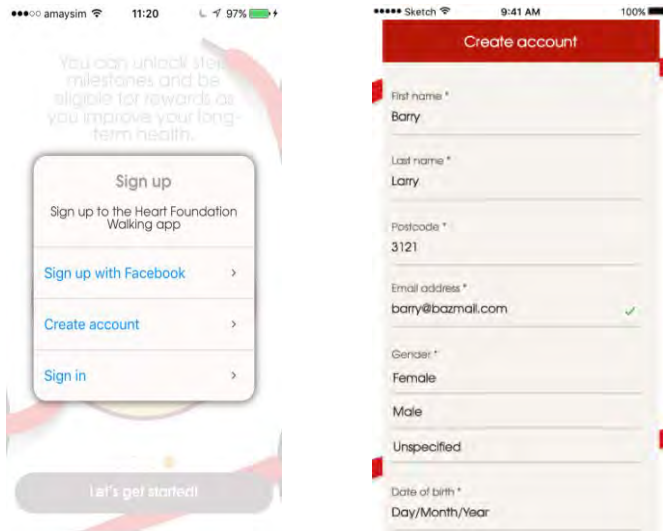 amaysim 11:20 97%
You can unlock step
milestones and be
eligible for rewards as
you improve your long-
term health.
Sign up
Sign up to the Heart Foundation
Walking app
Sign up with Facebook
Create account
Sign in
Let's get started!
Sketch 9:41 AM 100%
Create account
First name *
Barry
Last name *
Larry
Postcode *
3121
Email address *
barry@bazmail.com
Gender *
Female
Male
Unspecified
Date of birth *
Day/Month/Year